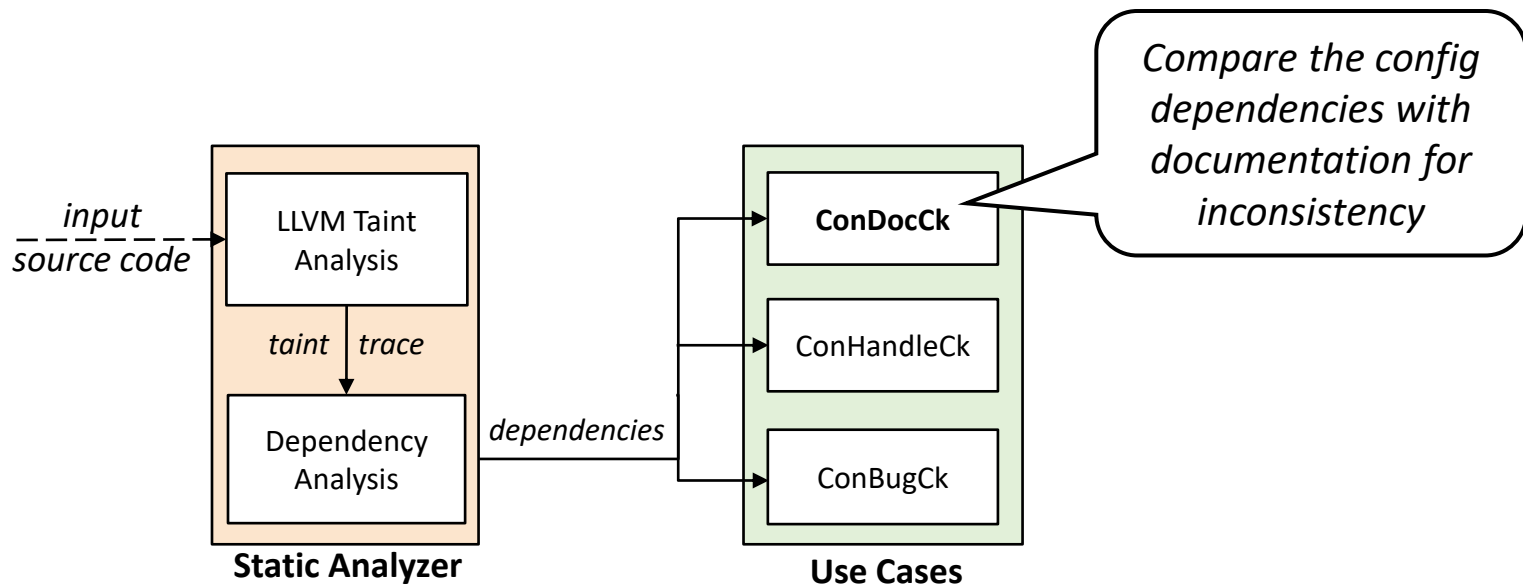 Compare the config
dependencies with
documentation for
inconsistency
input
source code
LLVM Taint
Analysis
taint trace
Dependency
Analysis
Static Analyzer
dependencies
ConDocCk
ConHandleCk
ConBugCk
Use Cases